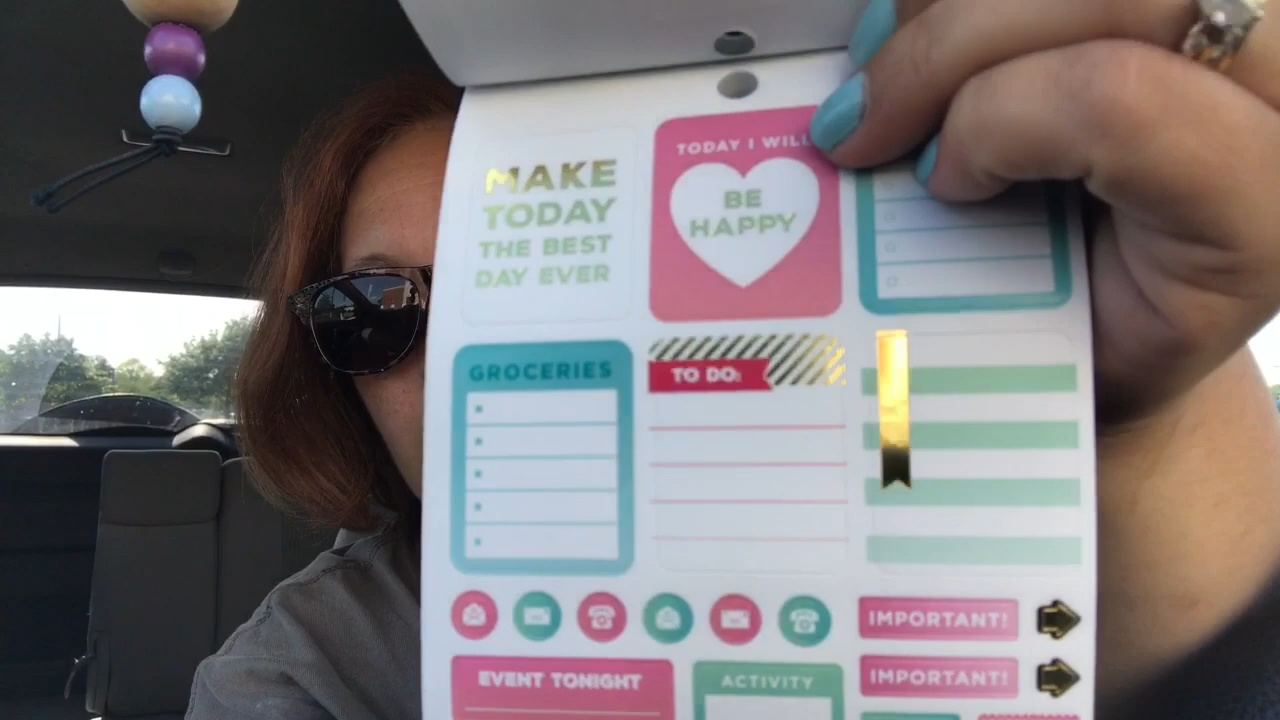 MAKE
TODAY
THE BEST
DAY EVER
TODAY I WILL
BE
HAPPY
GROCERIES
TO DO:
IMPORTANT!
IMPORTANT!
EVENT TONIGHT
ACTIVITY